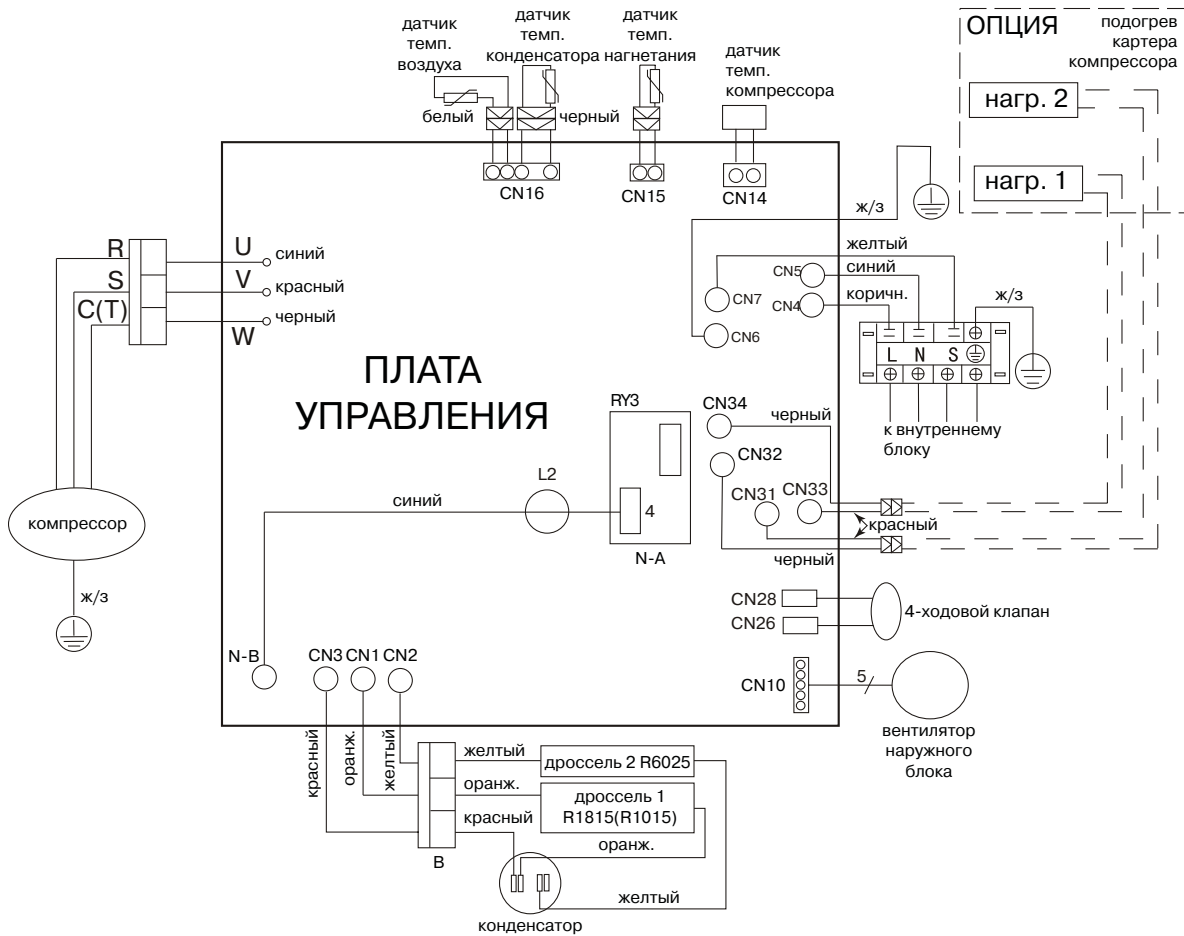 датчик
темп.
воздуха
датчик
темп.
конденсатора
датчик
темп.
нагнетания
датчик
темп.
компрессора
ОПЦИЯ
подогрев
картера
компрессора
нагр. 2
нагр. 1
белый
черный
CN16
CN15
CN14
ж/з
R
S
C(T)
U
V
W
синий
красный
черный
желтый
синий
коричн.
CN5
CN4
CN7
CN6
ж/з
L N S
к внутреннему
блоку
ПЛАТА
УПРАВЛЕНИЯ
RY3
4
N-A
L2
синий
CN34
CN32
CN31
CN33
черный
красный
черный
компрессор
ж/з
CN28
CN26
4-ходовой клапан
CN10
5
вентилятор
наружного
блока
N-B
CN3
CN1
CN2
красный
оранж.
желтый
желтый
оранж.
красный
B
дроссель 2 R6025
дроссель 1
R1815(R1015)
оранж.
желтый
конденсатор